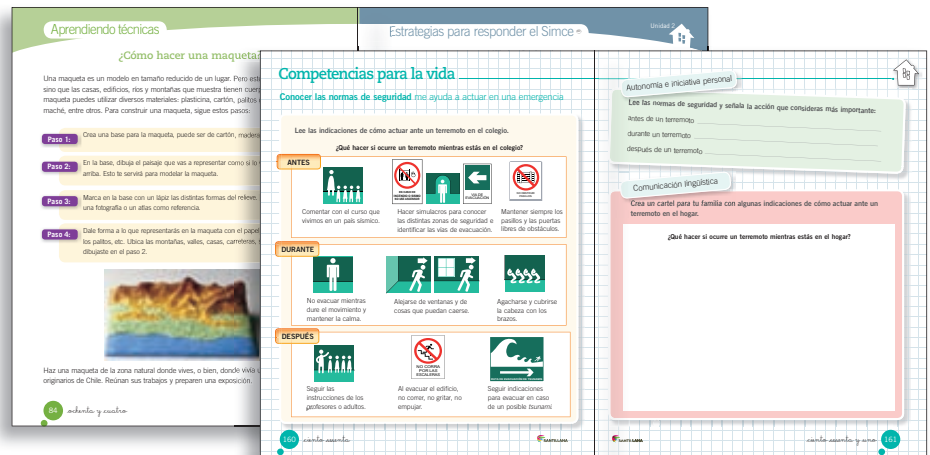 Aprendiendo técnicas
¿Cómo hacer una maqueta
Una maqueta es un modelo en tamaño reducido de un lugar. Pero
sino que las casas, edificios, ríos y montañas que muestra tienen
maqueta puedes utilizar diversos materiales: plasticina, cartón, palitos
maché, entre otros. Para construir una maqueta, sigue estos pasos:
Paso 1:
Crea una base para la maqueta, puede ser de cartón,
Paso 2:
En la base, dibuja el paisaje que vas a representar como si lo
arriba. Esto te servirá para modelar la maqueta.
Paso 3:
Marca en la base con un lápiz las distintas formas del relieve.
una fotografía o un atlas como referencia.
Paso 4:
Dale forma a lo que representarás en la maqueta con el papel
los palitos, etc. Ubica las montañas, valles, casas, carreteras,
dibujaste en el paso 2.
Haz una maqueta de la zona natural donde vives, o bien, donde
originarios de Chile. Reúnan sus trabajos y preparen una exposición.
84 ochenta y cuatro
Estrategias para responder el Simce
Unidad 2
Competencias para la vida
Conocer las normas de seguridad me ayuda a actuar en una emergencia
Lee las indicaciones de cómo actuar ante un terremoto en el colegio.
¿Qué hacer si ocurre un terremoto mientras estás en el colegio?
ANTES
VIA DE
EVACUACIÓN
Comentar con el curso que
vivimos en un país sísmico.
Hacer simulacros para conocer
las distintas zonas de seguridad e
identificar las vías de evacuación.
Mantener siempre los
pasillos y las puertas
libres de obstáculos.
DURANTE
No evacuar mientras
dure el movimiento y
mantener la calma.
Alejarse de ventanas y de
cosas que puedan caerse.
Agacharse y cubrirse
la cabeza con los
brazos.
DESPUÉS
NO CORRA
POR LAS
ESCALERAS
Seguir las
instrucciones de los
profesores o adultos.
Al evacuar el edificio,
no correr, no gritar, no
empujar.
Seguir indicaciones
para evacuar en caso
de un posible tsunami
160 ciento sesenta
SANTILLANA
Autonomía e iniciativa personal
Lee las normas de seguridad y señala la acción que consideras más importante:
antes de un terremoto
durante un terremoto
después de un terremoto
Comunicación lingüística
Crea un cartel para tu familia con algunas indicaciones de cómo actuar ante un
terremoto en el hogar.
¿Qué hacer si ocurre un terremoto mientras estás en el hogar?
SANTILLANA
ciento sesenta y uno 161